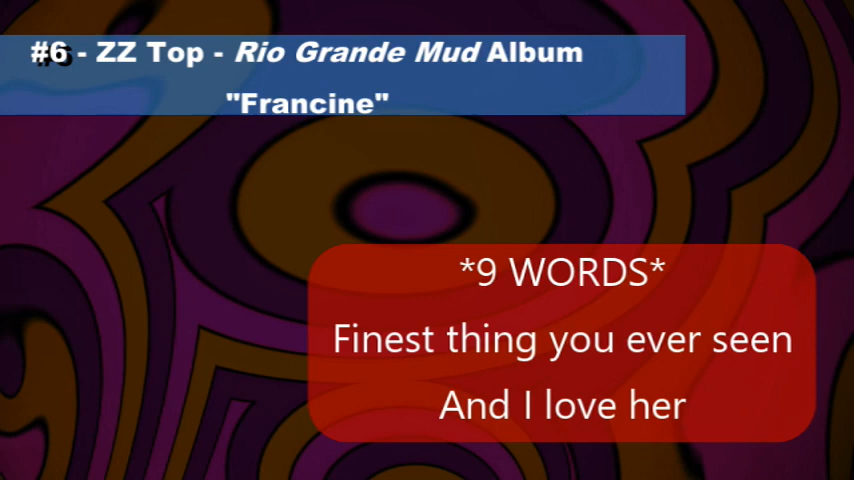 #6 - ZZ Top - Rio Grande Mud Album
"Francine"
*9 WORDS*
Finest thing you ever seen
And I love her